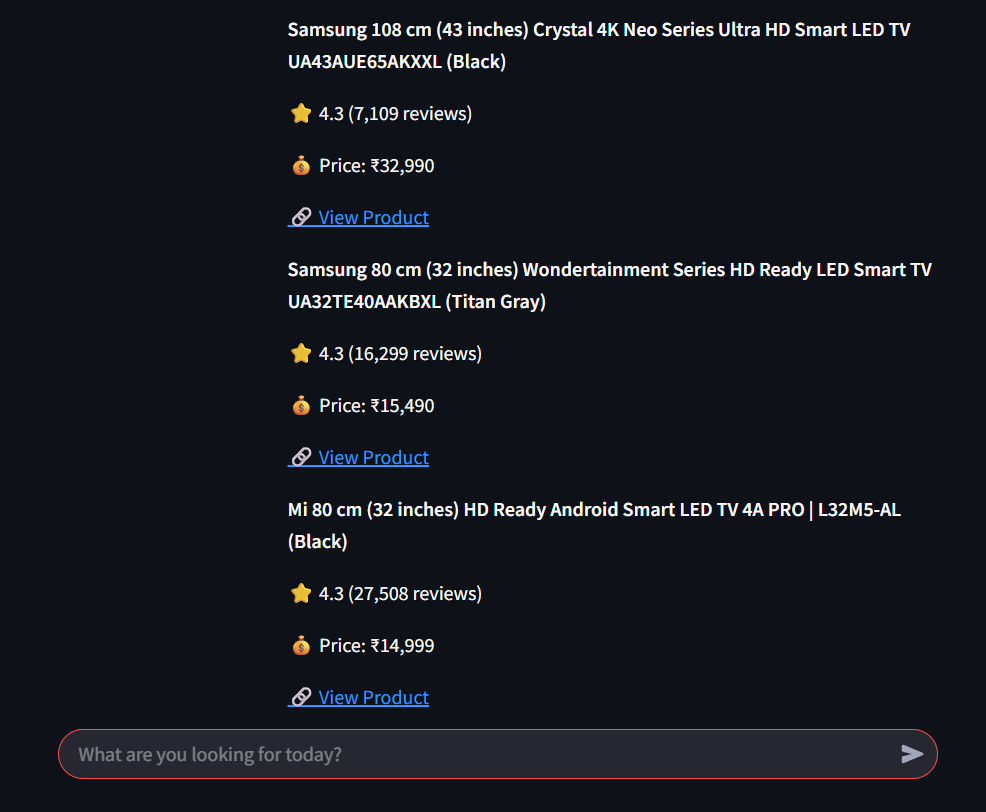 Samsung 108 cm (43 inches) Crystal 4K Neo Series Ultra HD Smart LED TV
UA43AUE65AKXXL (Black)
⭐ 4.3 (7,109 reviews)
💰 Price: ₹32,990
🔗 View Product
Samsung 80 cm (32 inches) Wondertainment Series HD Ready LED Smart TV
UA32TE40AAKBXL (Titan Gray)
⭐ 4.3 (16,299 reviews)
💰 Price: ₹15,490
🔗 View Product
Mi 80 cm (32 inches) HD Ready Android Smart LED TV 4A PRO | L32M5-AL
(Black)
⭐ 4.3 (27,508 reviews)
💰 Price: ₹14,999
🔗 View Product
What are you looking for today?